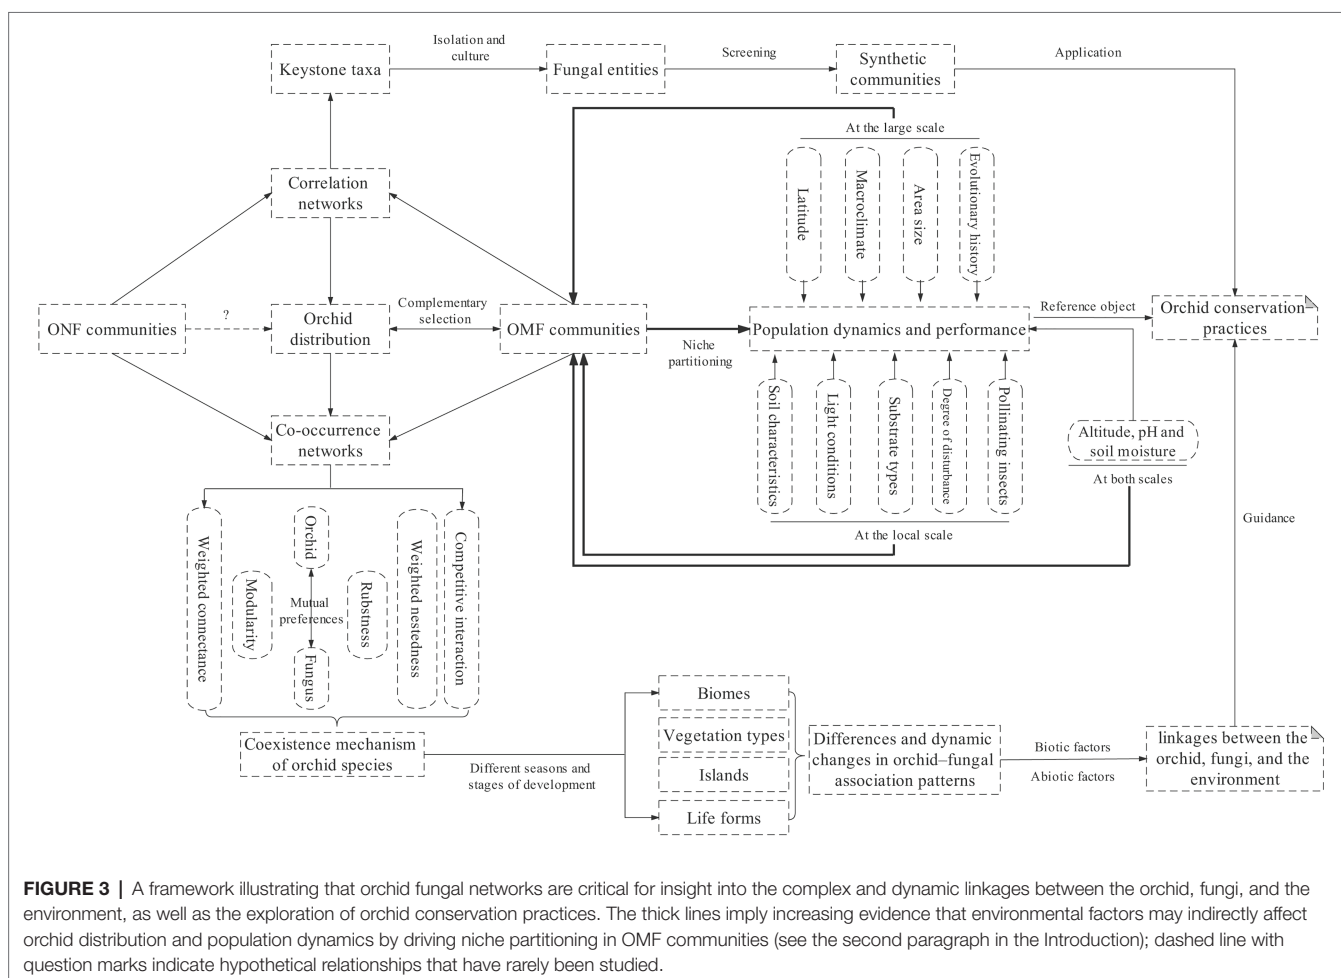 Isolation and
culture
Screening
Application
Keystone taxa
Fungal entities
Synthetic
communities
At the large scale
Latitude
Macroclimate
Area size
Evolutionary history
Correlation
networks
ONF communities
?
Orchid
distribution
Complementary
selection
OMF communities
Niche
partitioning
Population dynamics and performance
Reference object
Orchid conservation
practices
Soil characteristics
Light conditions
Substrate types
Degree of disturbance
Pollinating insects
At the local scale
Altitude, pH and
soil moisture
At both scales
Guidance
Co-occurrence
networks
Weighted connectance
Modularity
Orchid
Mutual
preferences
Fungus
Rubstness
Weighted nestedness
Competitive interaction
Coexistence mechanism
of orchid species
Different seasons and
stages of development
Biomes
Vegetation types
Islands
Life forms
Differences and dynamic
changes in orchid–fungal
association patterns
Biotic factors
Abiotic factors
linkages between the
orchid, fungi, and the
environment
FIGURE 3 | A framework illustrating that orchid fungal networks are critical for insight into the complex and dynamic linkages between the orchid, fungi, and the
environment, as well as the exploration of orchid conservation practices. The thick lines imply increasing evidence that environmental factors may indirectly affect
orchid distribution and population dynamics by driving niche partitioning in OMF communities (see the second paragraph in the Introduction); dashed line with
question marks indicate hypothetical relationships that have rarely been studied.